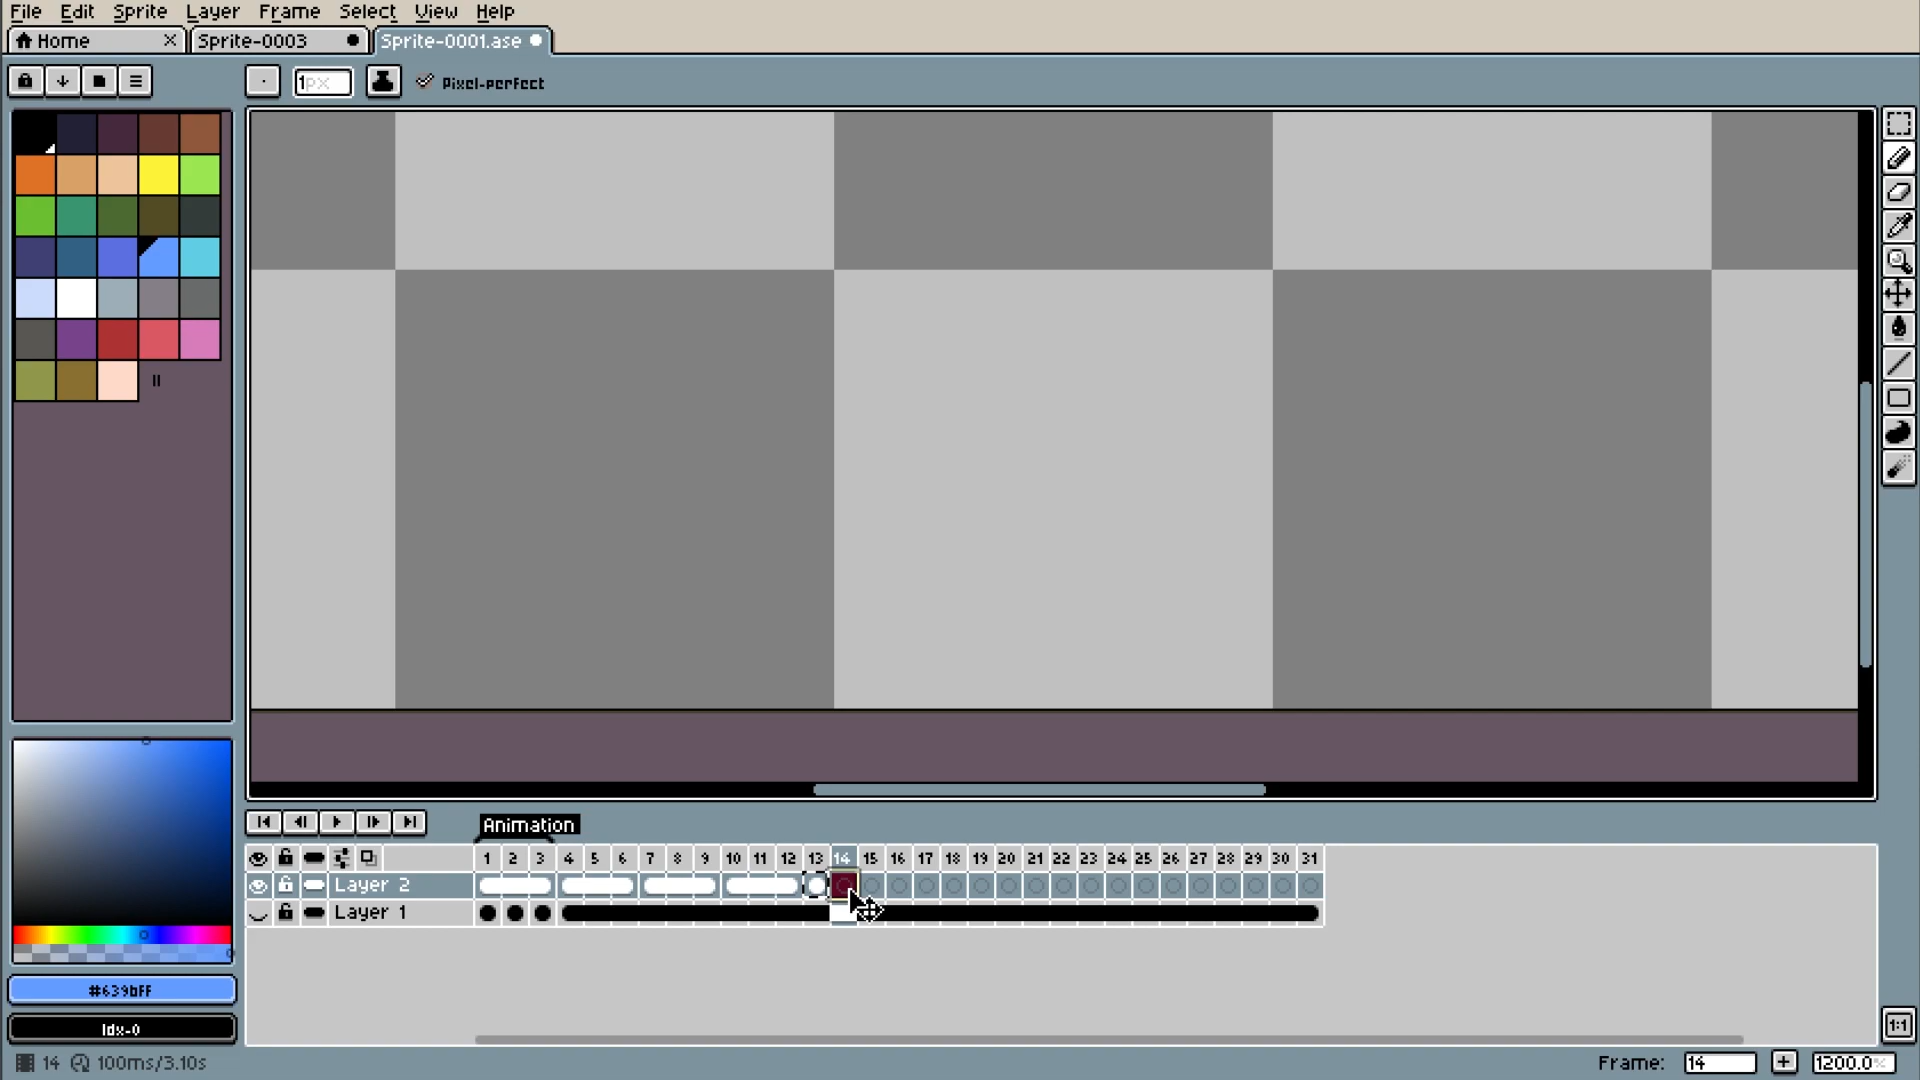 File Edit Sprite Layer Frame Select View Help
Home Sprite-0003 Sprite-0001.ase
1px Pixel-perfect
Animation
1 2 3 4 5 6 7 8 9 10 11 12 13 14 15 16 17 18 19 20 21 22 23 24 25 26 27 28 29 30 31
Layer 2
Layer 1
#639bff
Idx-0
1:1
14 100ms/3.10s Frame: 14 + 1200.0%